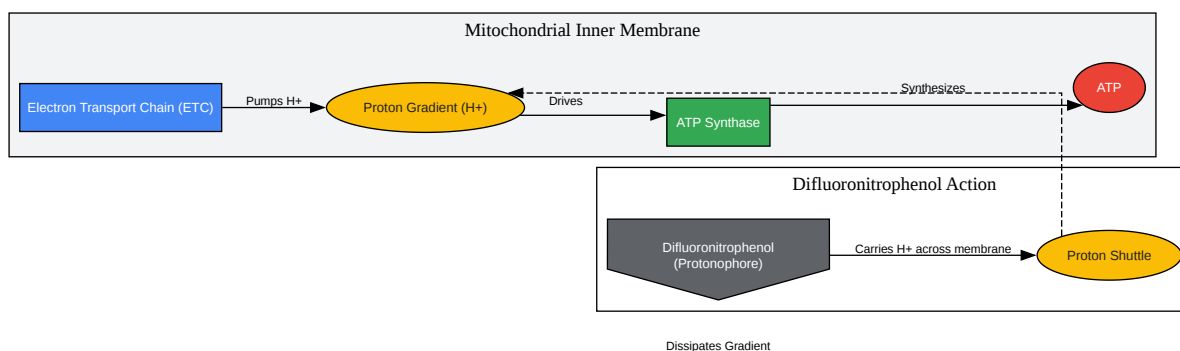 Mitochondrial Inner Membrane
Electron Transport Chain (ETC)
Pumps H+
Proton Gradient (H+)
Drives
ATP Synthase
Synthesizes
ATP
Difluoronitrophenol Action
Difluoronitrophenol
(Protonophore)
Carries H+ across membrane
Proton Shuttle
Dissipates Gradient